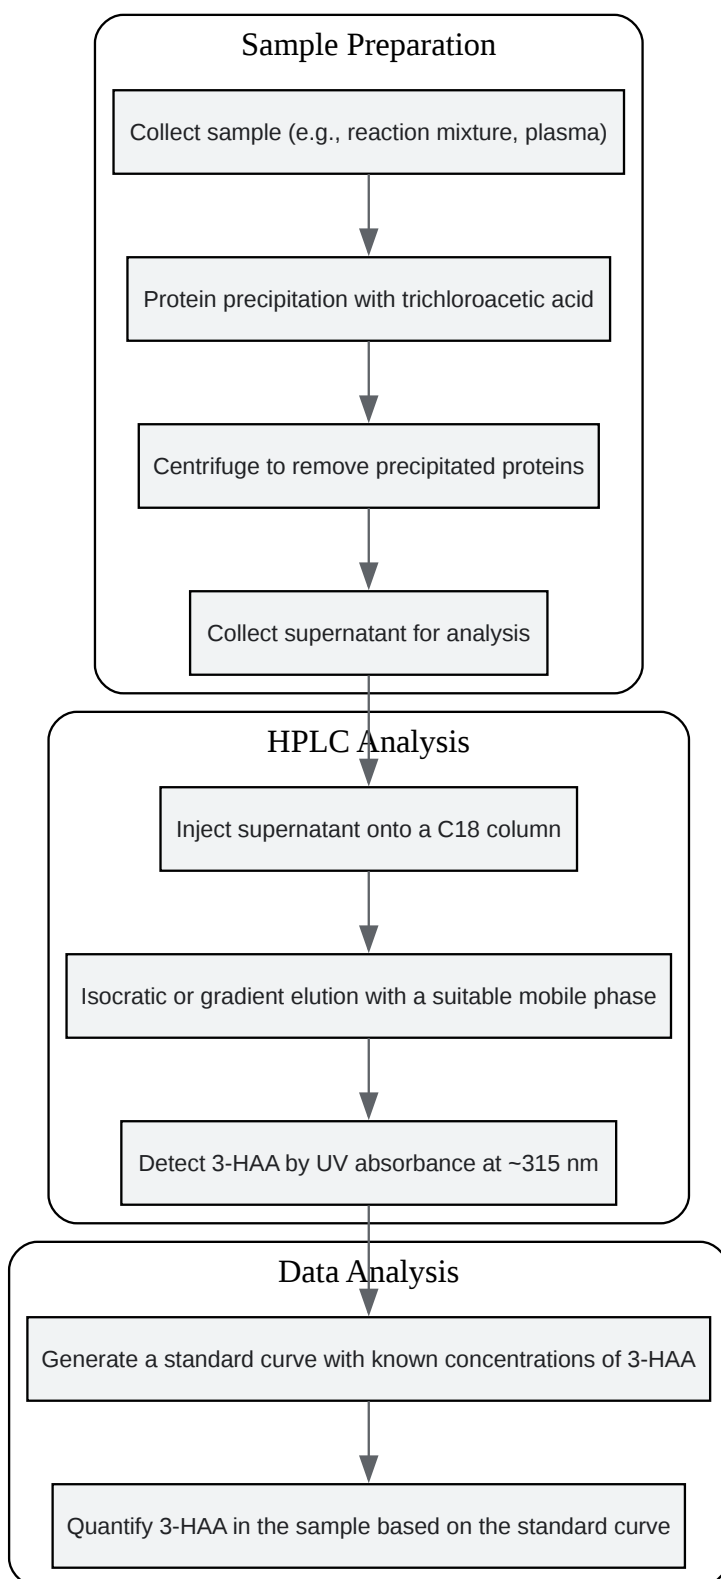 Sample Preparation
Collect sample (e.g., reaction mixture, plasma)
Protein precipitation with trichloroacetic acid
Centrifuge to remove precipitated proteins
Collect supernatant for analysis
HPLC Analysis
Inject supernatant onto a C18 column
Isocratic or gradient elution with a suitable mobile phase
Detect 3-HAA by UV absorbance at ~315 nm
Data Analysis
Generate a standard curve with known concentrations of 3-HAA
Quantify 3-HAA in the sample based on the standard curve